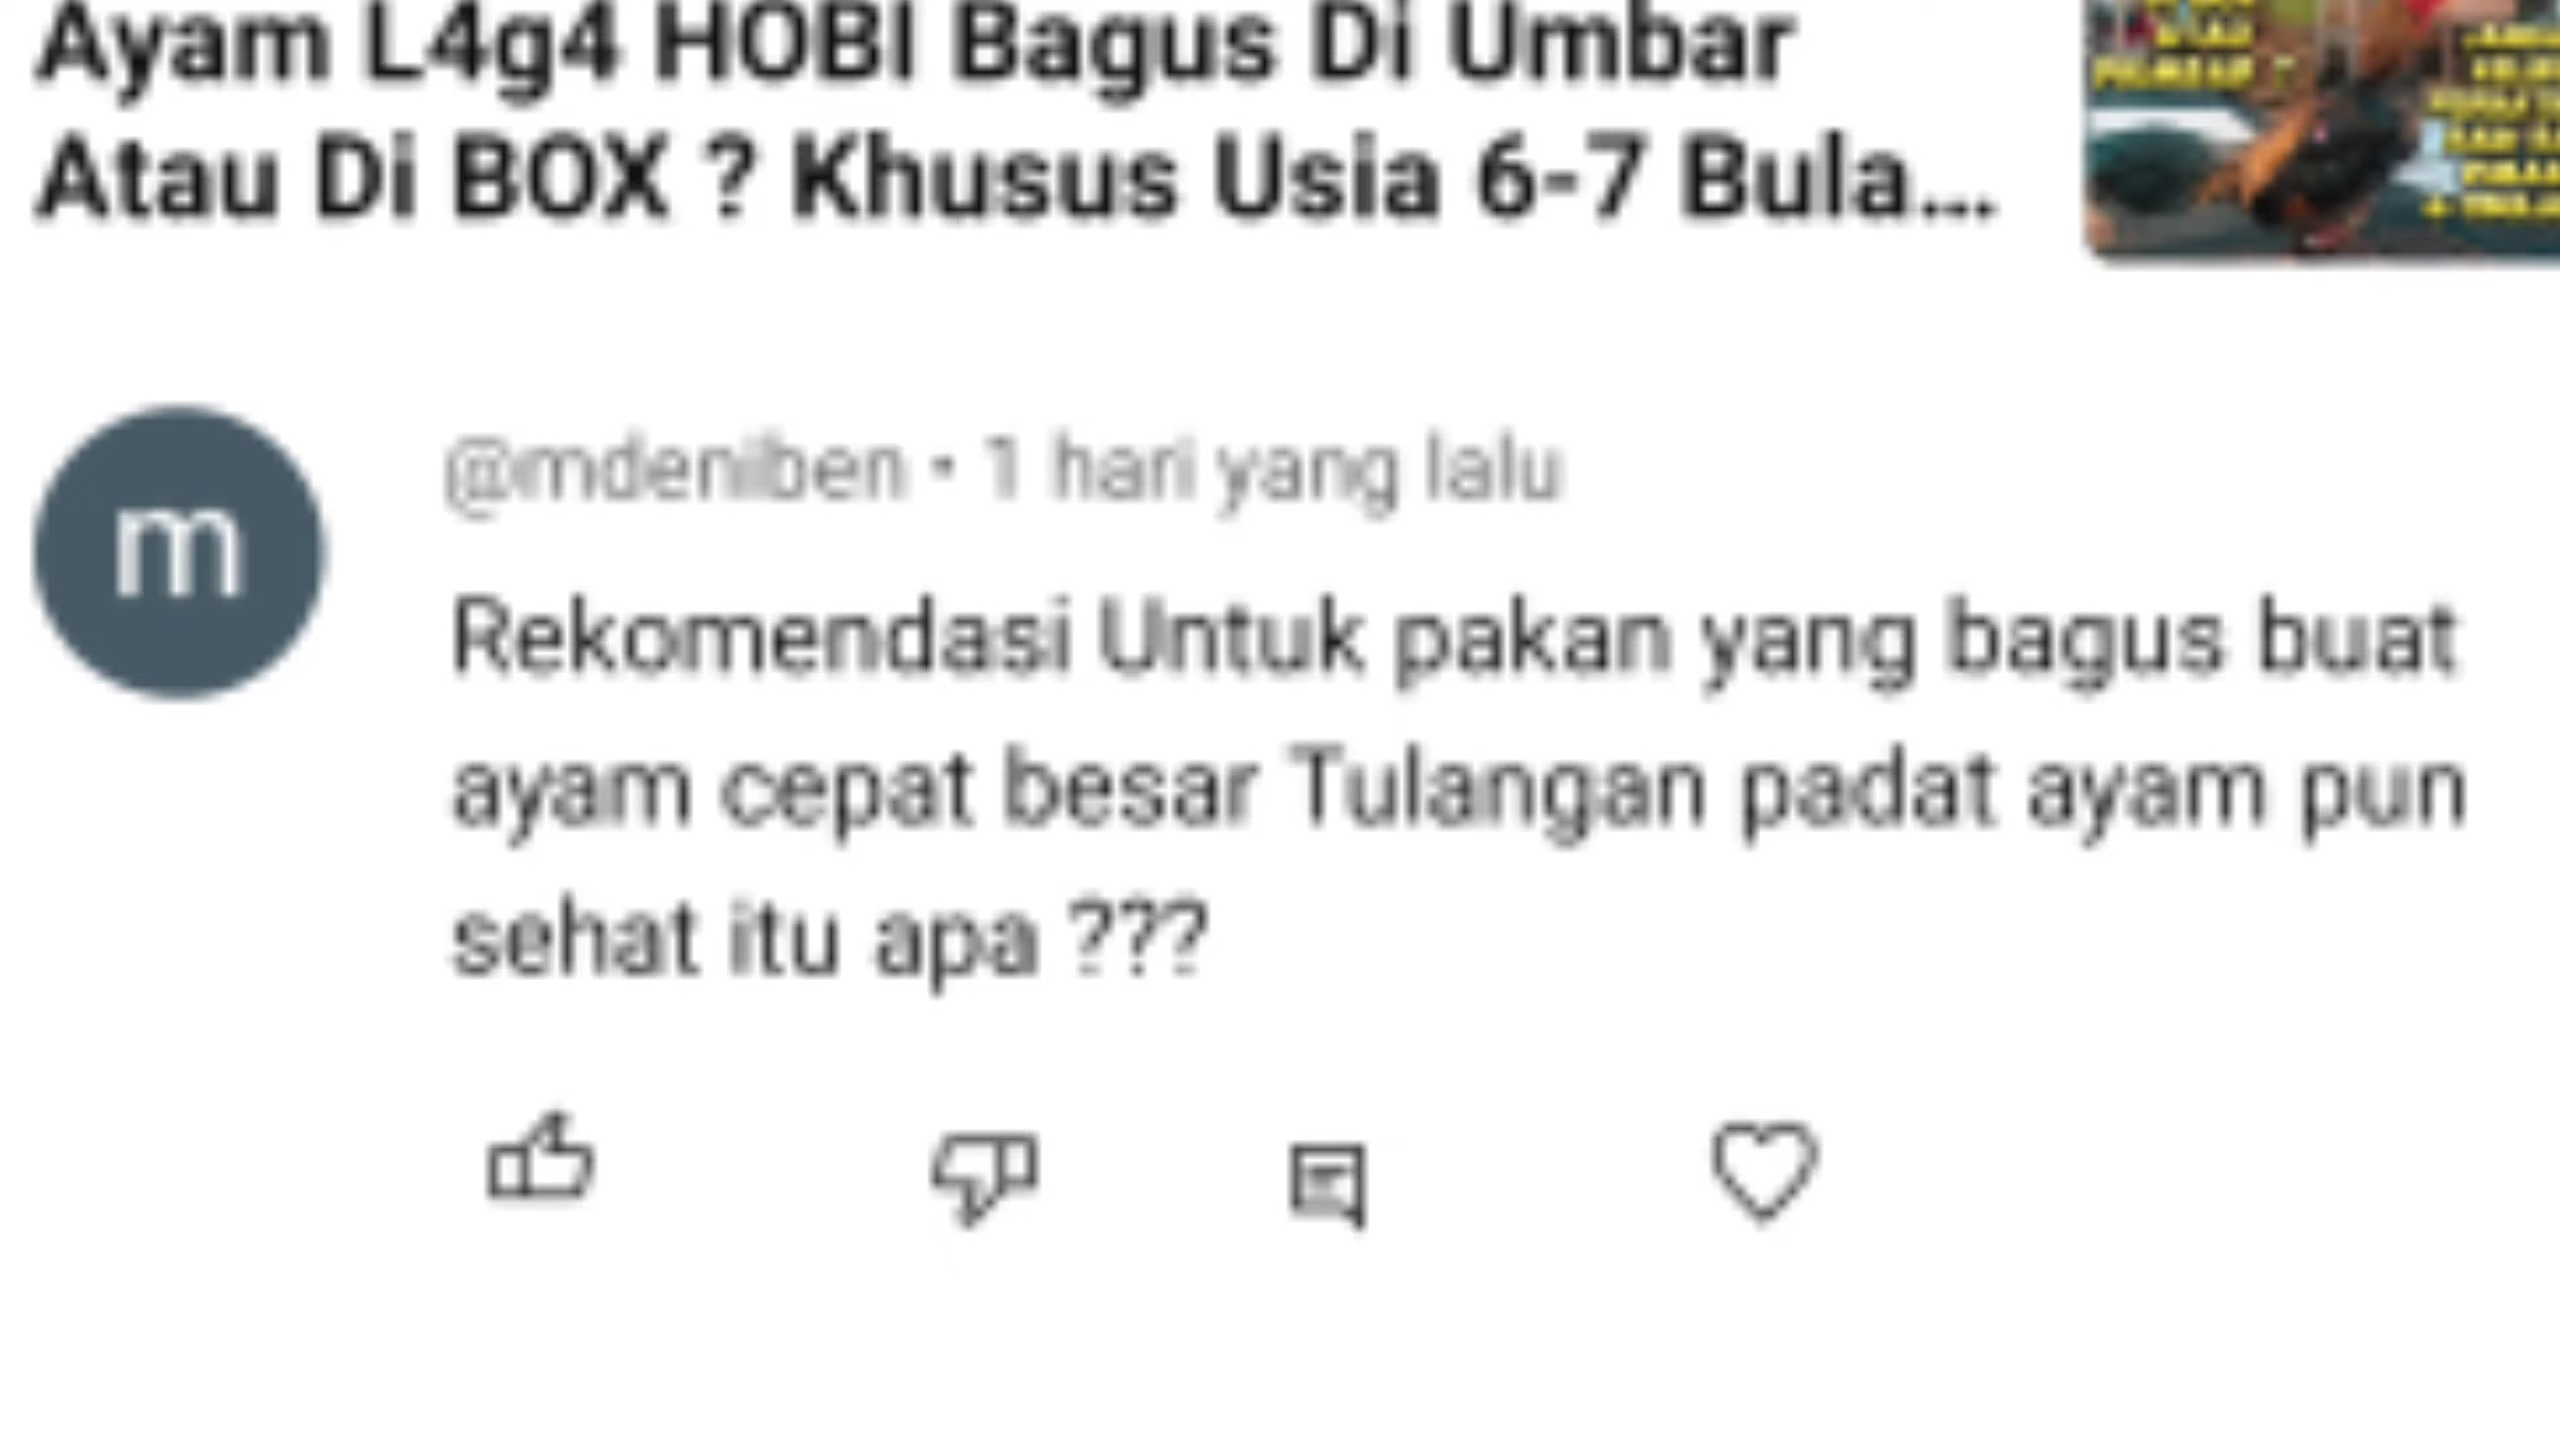 Ayam L4g4 HOBI Bagus Di Umbar
Atau Di BOX ? Khusus Usia 6-7 Bula...
m
@mdeniben • 1 hari yang lalu
Rekomendasi Untuk pakan yang bagus buat
ayam cepat besar Tulangan padat ayam pun
sehat itu apa ???